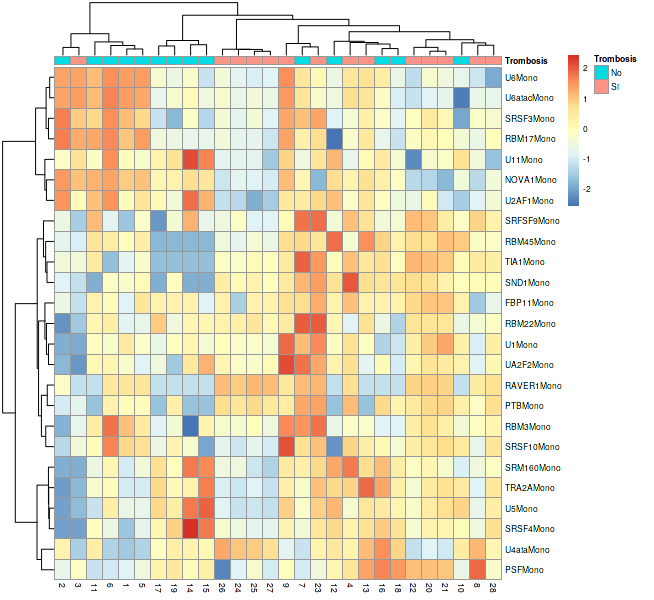 Trombosis
Trombosis
No
SI
2
1
0
-1
-2
U6Mono
U6atacMono
SRSF3Mono
RBM17Mono
U11Mono
NOVA1Mono
U2AF1Mono
SRFSF9Mono
RBM45Mono
TIA1Mono
SND1Mono
FBP11Mono
RBM22Mono
U1Mono
UA2F2Mono
RAVER1Mono
PTBMono
RBM3Mono
SRSF10Mono
SRM160Mono
TRA2AMono
U5Mono
SRSF4Mono
U4ataMono
PSFMono
2 3 11 6 1 5 17 19 14 15 26 24 25 27 9 7 23 12 4 13 16 18 22 20 21 10 8 28